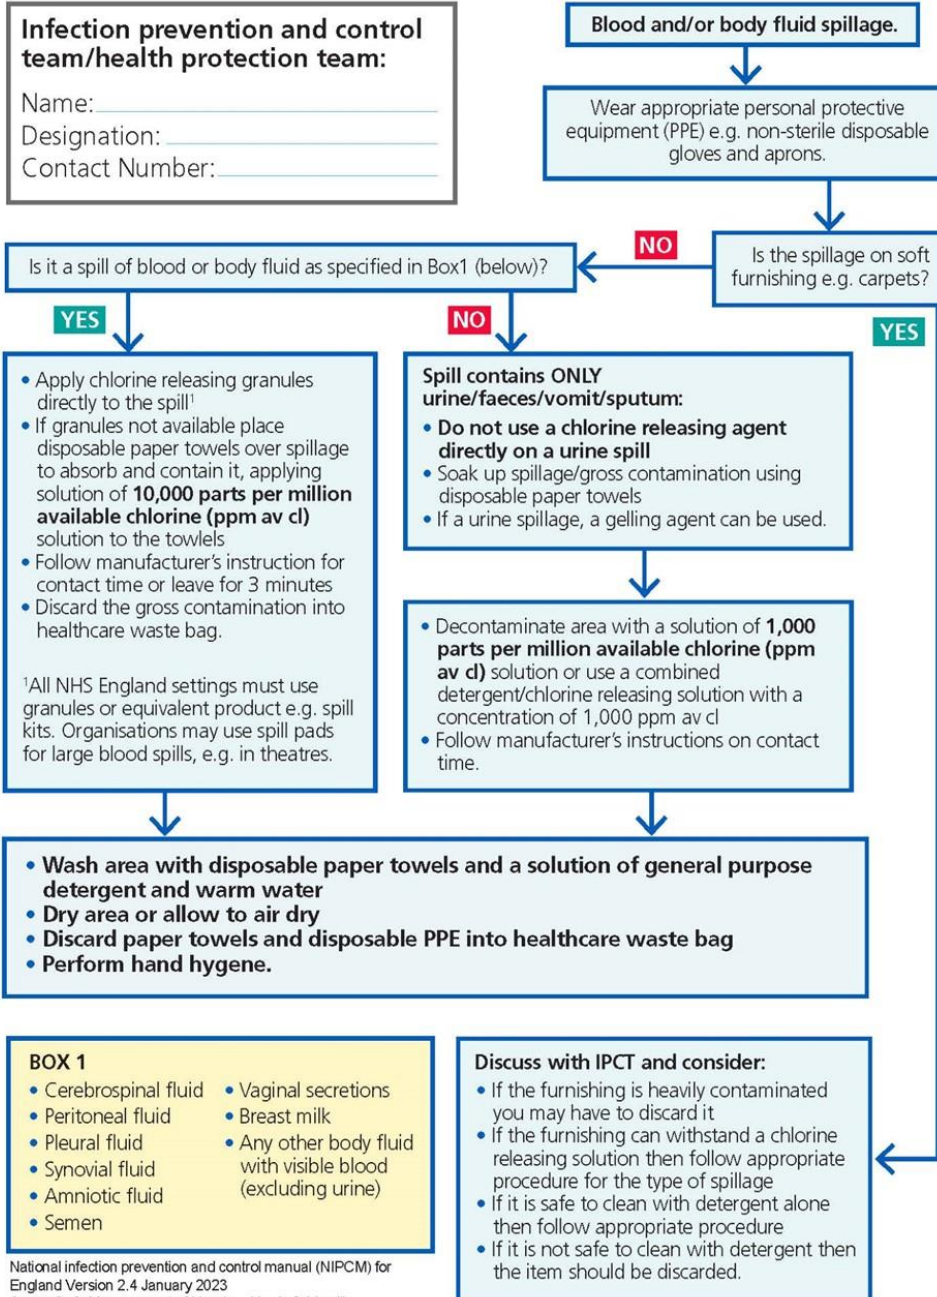 Infection prevention and control
team/health protection team:
Name:
Designation:
Contact Number:
Blood and/or body fluid spillage.
Wear appropriate personal protective
equipment (PPE) e.g. non-sterile disposable
gloves and aprons.
Is the spillage on soft
furnishing e.g. carpets?
NO
Is it a spill of blood or body fluid as specified in Box1 (below)?
YES
NO
YES
• Apply chlorine releasing granules
directly to the spill¹
• If granules not available place
disposable paper towels over spillage
to absorb and contain it, applying
solution of 10,000 parts per million
available chlorine (ppm av cl)
solution to the towlels
• Follow manufacturer's instruction for
contact time or leave for 3 minutes
• Discard the gross contamination into
healthcare waste bag.
¹All NHS England settings must use
granules or equivalent product e.g. spill
kits. Organisations may use spill pads
for large blood spills, e.g. in theatres.
Spill contains ONLY
urine/faeces/vomit/sputum:
• Do not use a chlorine releasing agent
directly on a urine spill
• Soak up spillage/gross contamination using
disposable paper towels
• If a urine spillage, a gelling agent can be used.
• Decontaminate area with a solution of 1,000
parts per million available chlorine (ppm
av cl) solution or use a combined
detergent/chlorine releasing solution with a
concentration of 1,000 ppm av cl
• Follow manufacturer's instructions on contact
time.
• Wash area with disposable paper towels and a solution of general purpose
detergent and warm water
• Dry area or allow to air dry
• Discard paper towels and disposable PPE into healthcare waste bag
• Perform hand hygene.
BOX 1
• Cerebrospinal fluid
• Peritoneal fluid
• Pleural fluid
• Synovial fluid
• Amniotic fluid
• Semen
• Vaginal secretions
• Breast milk
• Any other body fluid
with visible blood
(excluding urine)
Discuss with IPCT and consider:
• If the furnishing is heavily contaminated
you may have to discard it
• If the furnishing can withstand a chlorine
releasing solution then follow appropriate
procedure for the type of spillage
• If it is safe to clean with detergent alone
then follow appropriate procedure
• If it is not safe to clean with detergent then
the item should be discarded.
National infection prevention and control manual (NIPCM) for
England Version 2.4 January 2023